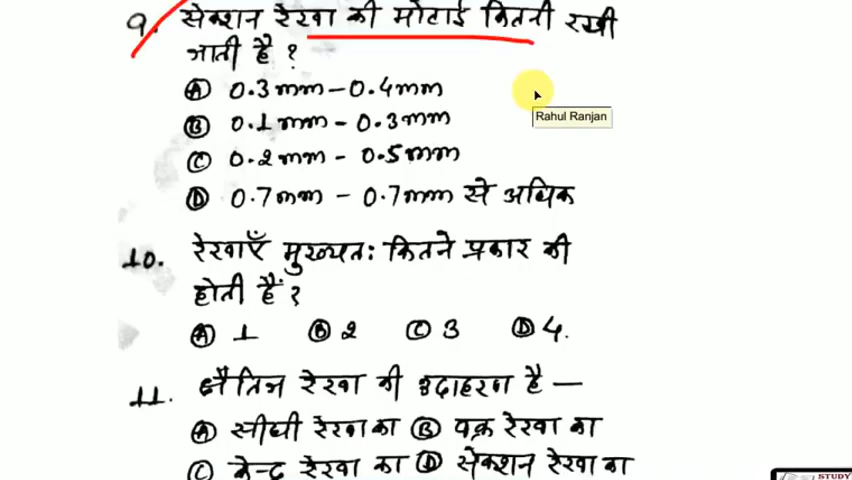 9. सेक्शन रेखा की मोटाई कितनी रखी
जाती है ?
Ⓐ 0.3mm – 0.4mm
Rahul Ranjan
Ⓑ 0.1mm – 0.3mm
Ⓒ 0.2mm – 0.5mm
Ⓓ 0.7mm – 0.7mm से अधिक
10. रेखाएँ मुख्यत: कितने प्रकार की
होती हैं ?
Ⓐ 1 Ⓑ 2 Ⓒ 3 Ⓓ 4.
11. क्षैतिज रेखा की उदाहरण है —
Ⓐ सीधी रेखा का Ⓑ वक्र रेखा का
Ⓒ केन्द्र रेखा का Ⓓ सेक्शन रेखा का
STUDY